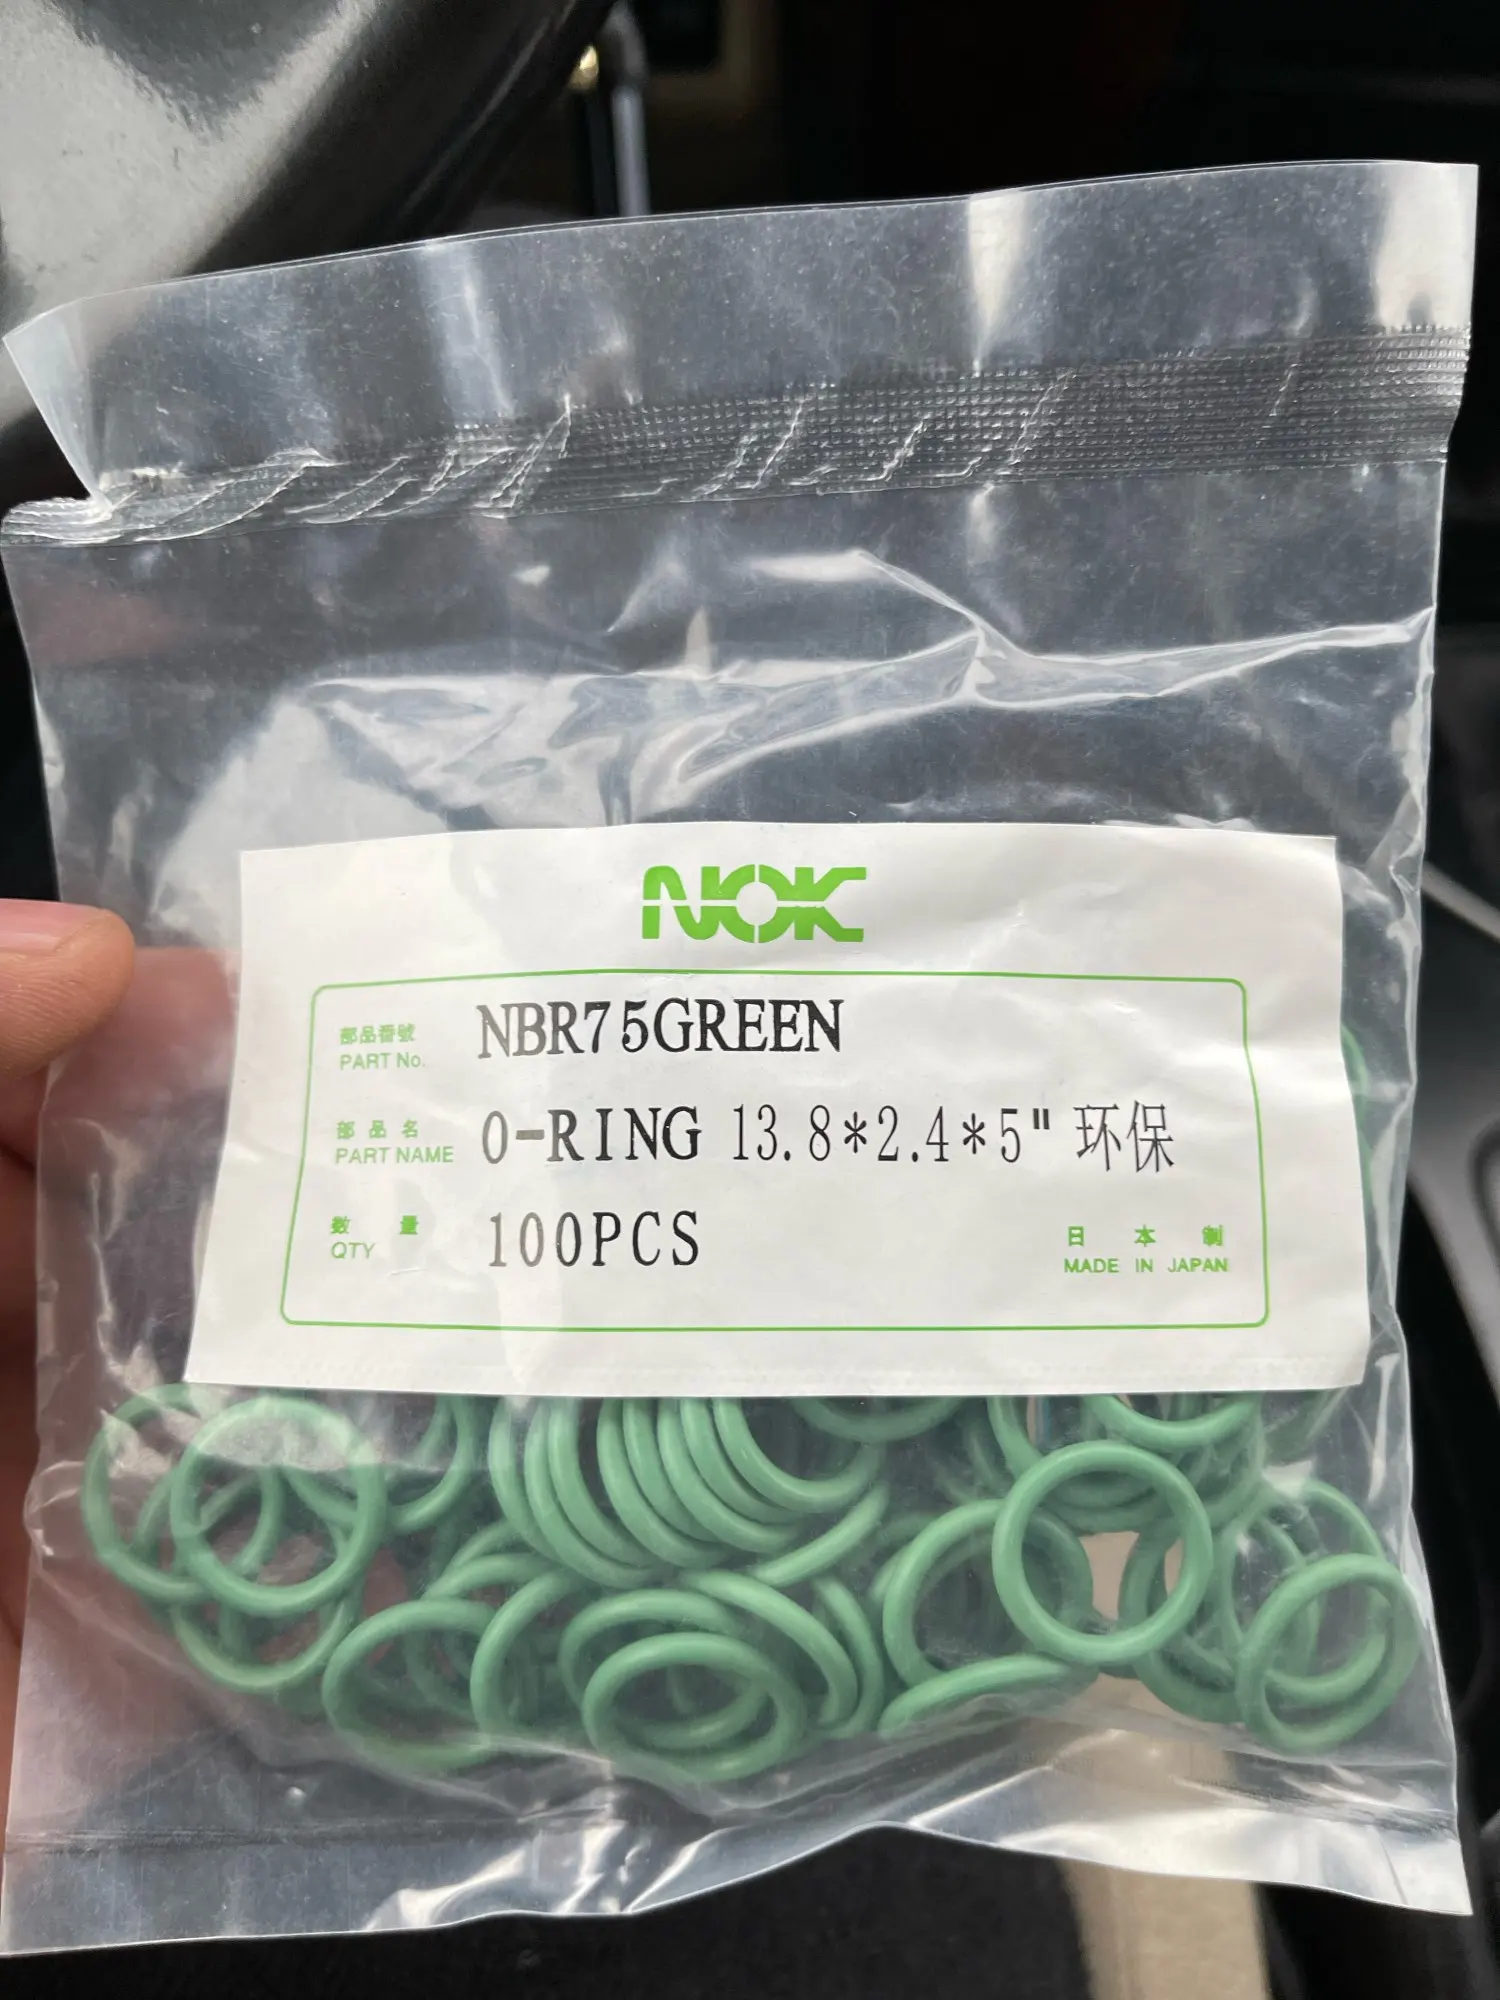 NOK
部品番號 NBR75GREEN
PART No.
部品名 O-RING 13.8*2.4*5" 环保
PART NAME
数量 100PCS
QTY
日本制
MADE IN JAPAN